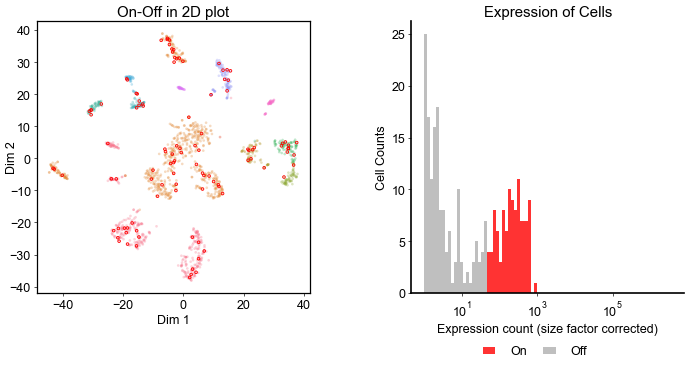 On-Off in 2D plot
Dim 2
40
30
20
10
0
−10
−20
−30
−40
−40
−20
0
20
40
Dim 1
Expression of Cells
Cell Counts
25
20
15
10
5
0
10^1
10^3
10^5
Expression count (size factor corrected)
On
Off